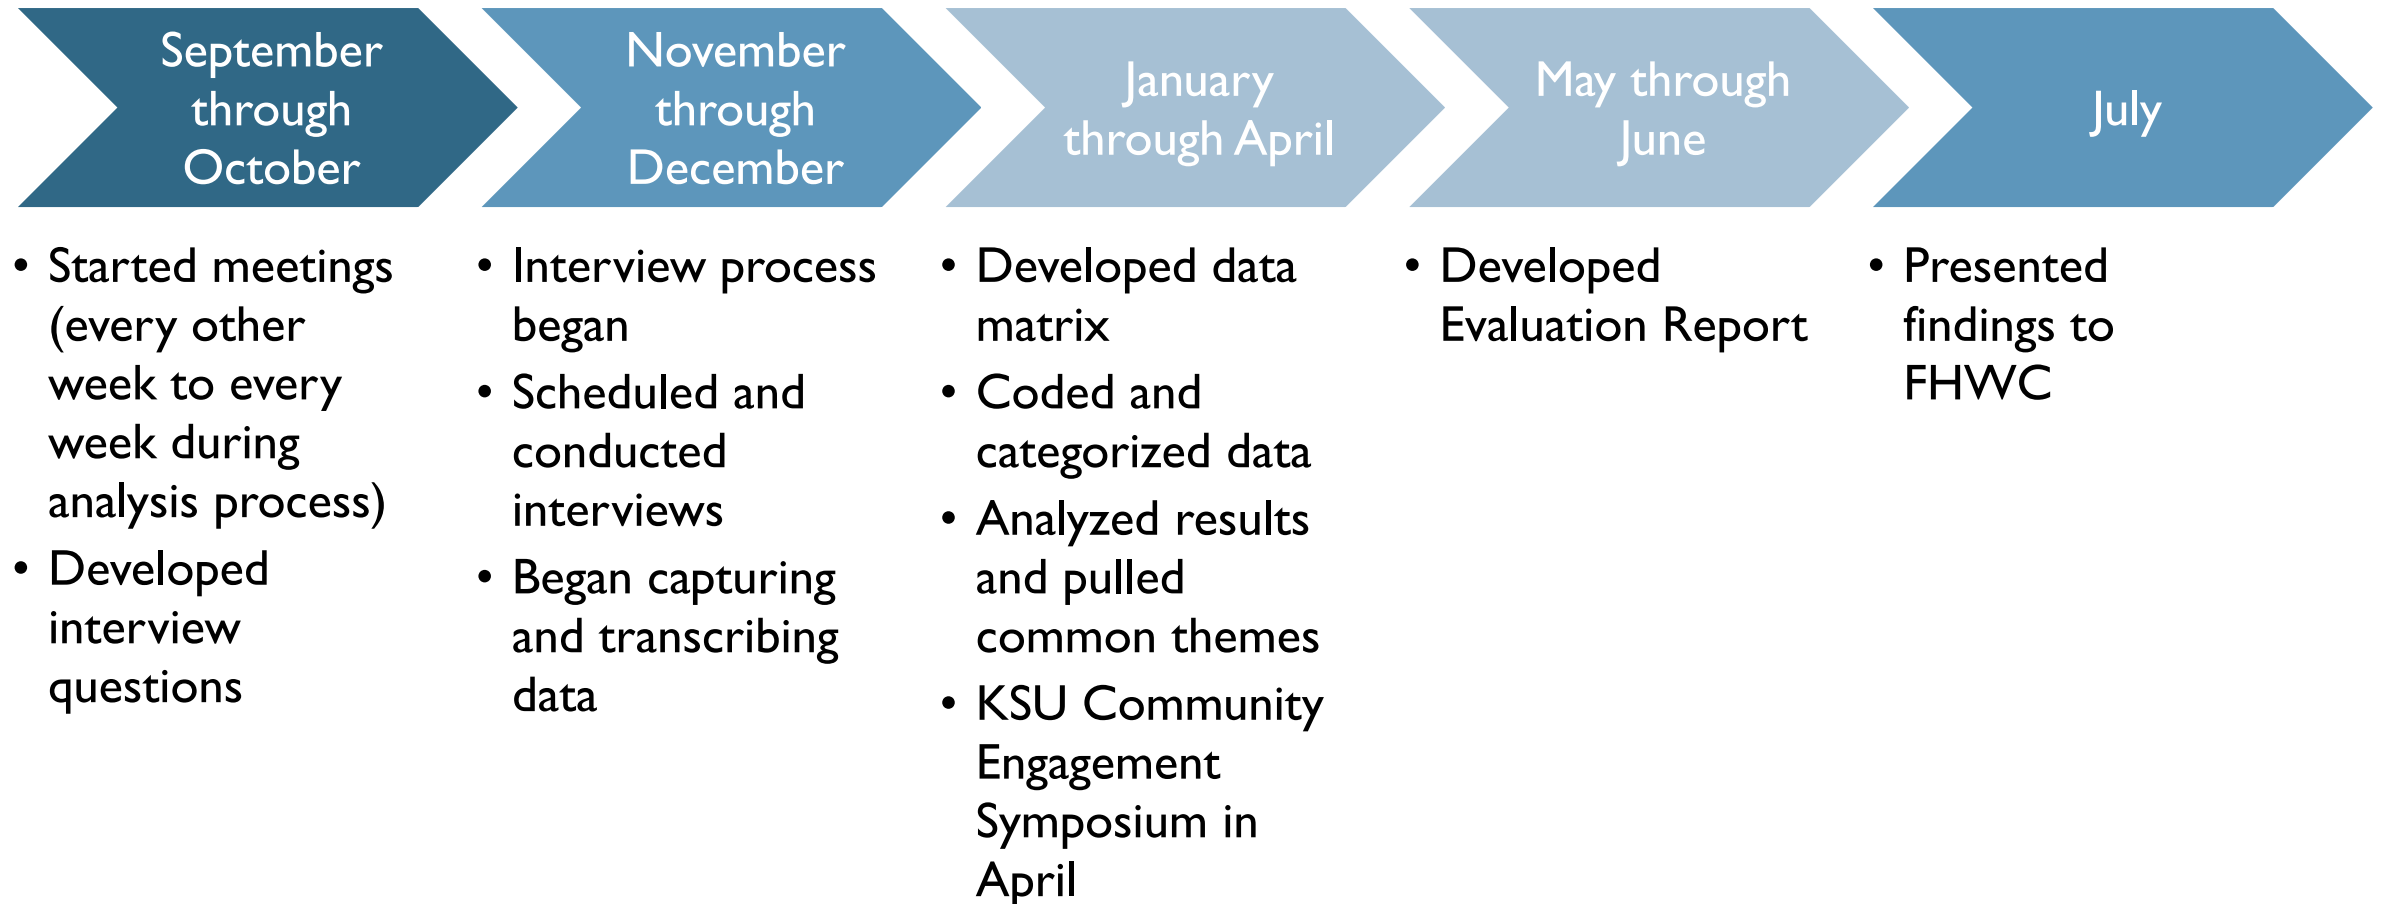 September
through
October
• Started meetings
(every other
week to every
week during
analysis process)
• Developed
interview
questions
November
through
December
• Interview process
began
• Scheduled and
conducted
interviews
• Began capturing
and transcribing
data
January
through April
• Developed data
matrix
• Coded and
categorized data
• Analyzed results
and pulled
common themes
• KSU Community
Engagement
Symposium in
April
May through
June
• Developed
Evaluation Report
July
• Presented
findings to
FHWC